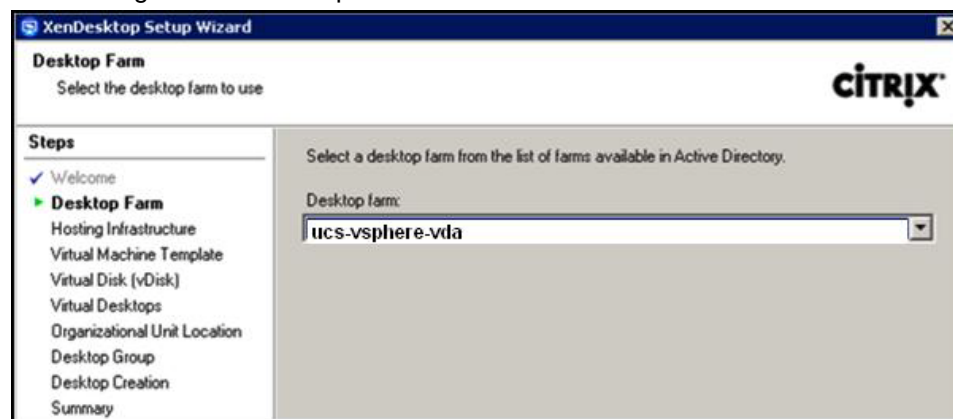 XenDesktop Setup Wizard
Desktop Farm
Select the desktop farm to use
CITRIX
Steps
Welcome
Desktop Farm
Hosting Infrastructure
Virtual Machine Template
Virtual Disk (vDisk)
Virtual Desktops
Organizational Unit Location
Desktop Group
Desktop Creation
Summary
Select a desktop farm from the list of farms available in Active Directory.
Desktop farm:
ucs-vsphere-vda